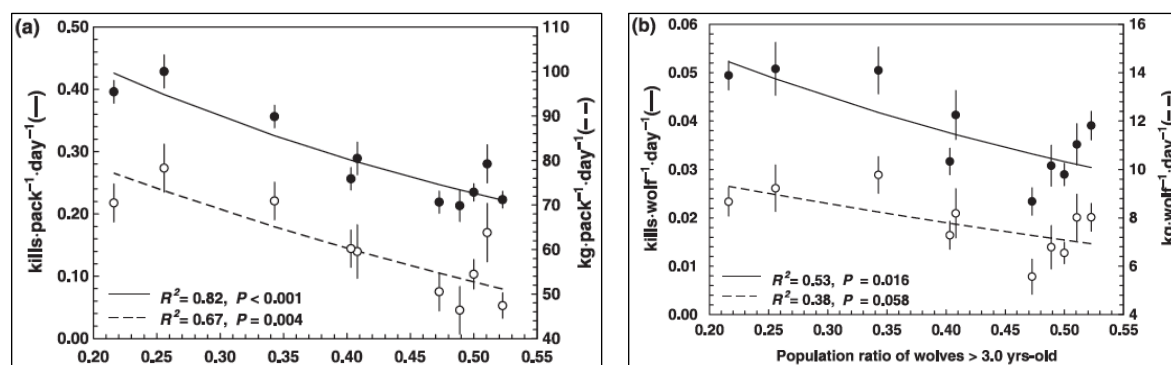 (a)
0.50
0.40
0.30
0.20
0.10
0.00
kills·pack⁻¹·day⁻¹(—)
110
100
90
80
70
60
50
40
kg·pack⁻¹·day⁻¹(– –)
R² = 0.82, P < 0.001
R² = 0.67, P = 0.004
0.20 0.25 0.30 0.35 0.40 0.45 0.50 0.55
(b)
0.06
0.05
0.04
0.03
0.02
0.01
0.00
kills·wolf⁻¹·day⁻¹(—)
16
14
12
10
8
6
4
kg·wolf⁻¹·day⁻¹(– –)
R² = 0.53, P = 0.016
R² = 0.38, P = 0.058
0.20 0.25 0.30 0.35 0.40 0.45 0.50 0.55
Population ratio of wolves > 3.0 yrs-old